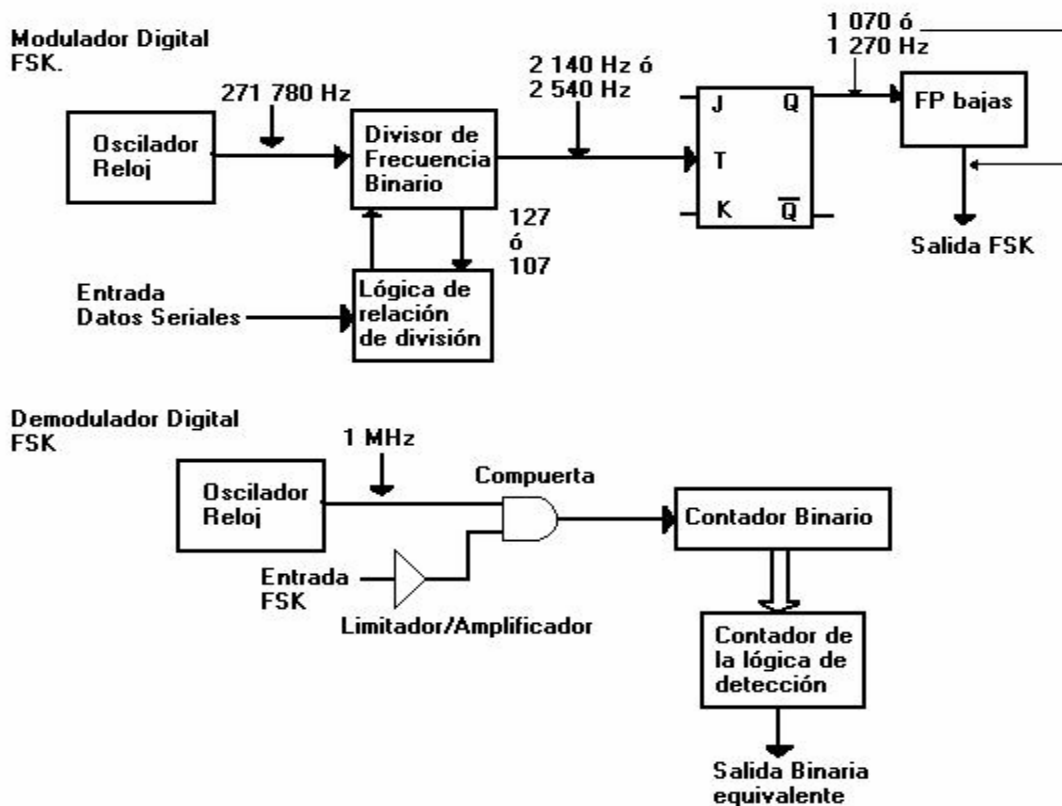 Modulador Digital
FSK.
271 780 Hz
2 140 Hz ó
2 540 Hz
1 070 ó
1 270 Hz
Oscilador
Reloj
Divisor de
Frecuencia
Binario
J
Q
T
K
Q
FP bajas
Salida FSK
127
ó
107
Entrada
Datos Seriales
Lógica de
relación
de división
Demodulador Digital
FSK
1 MHz
Compuerta
Oscilador
Reloj
Contador Binario
Entrada
FSK
Limitador/Amplificador
Contador de
la lógica de
detección
Salida Binaria
equivalente